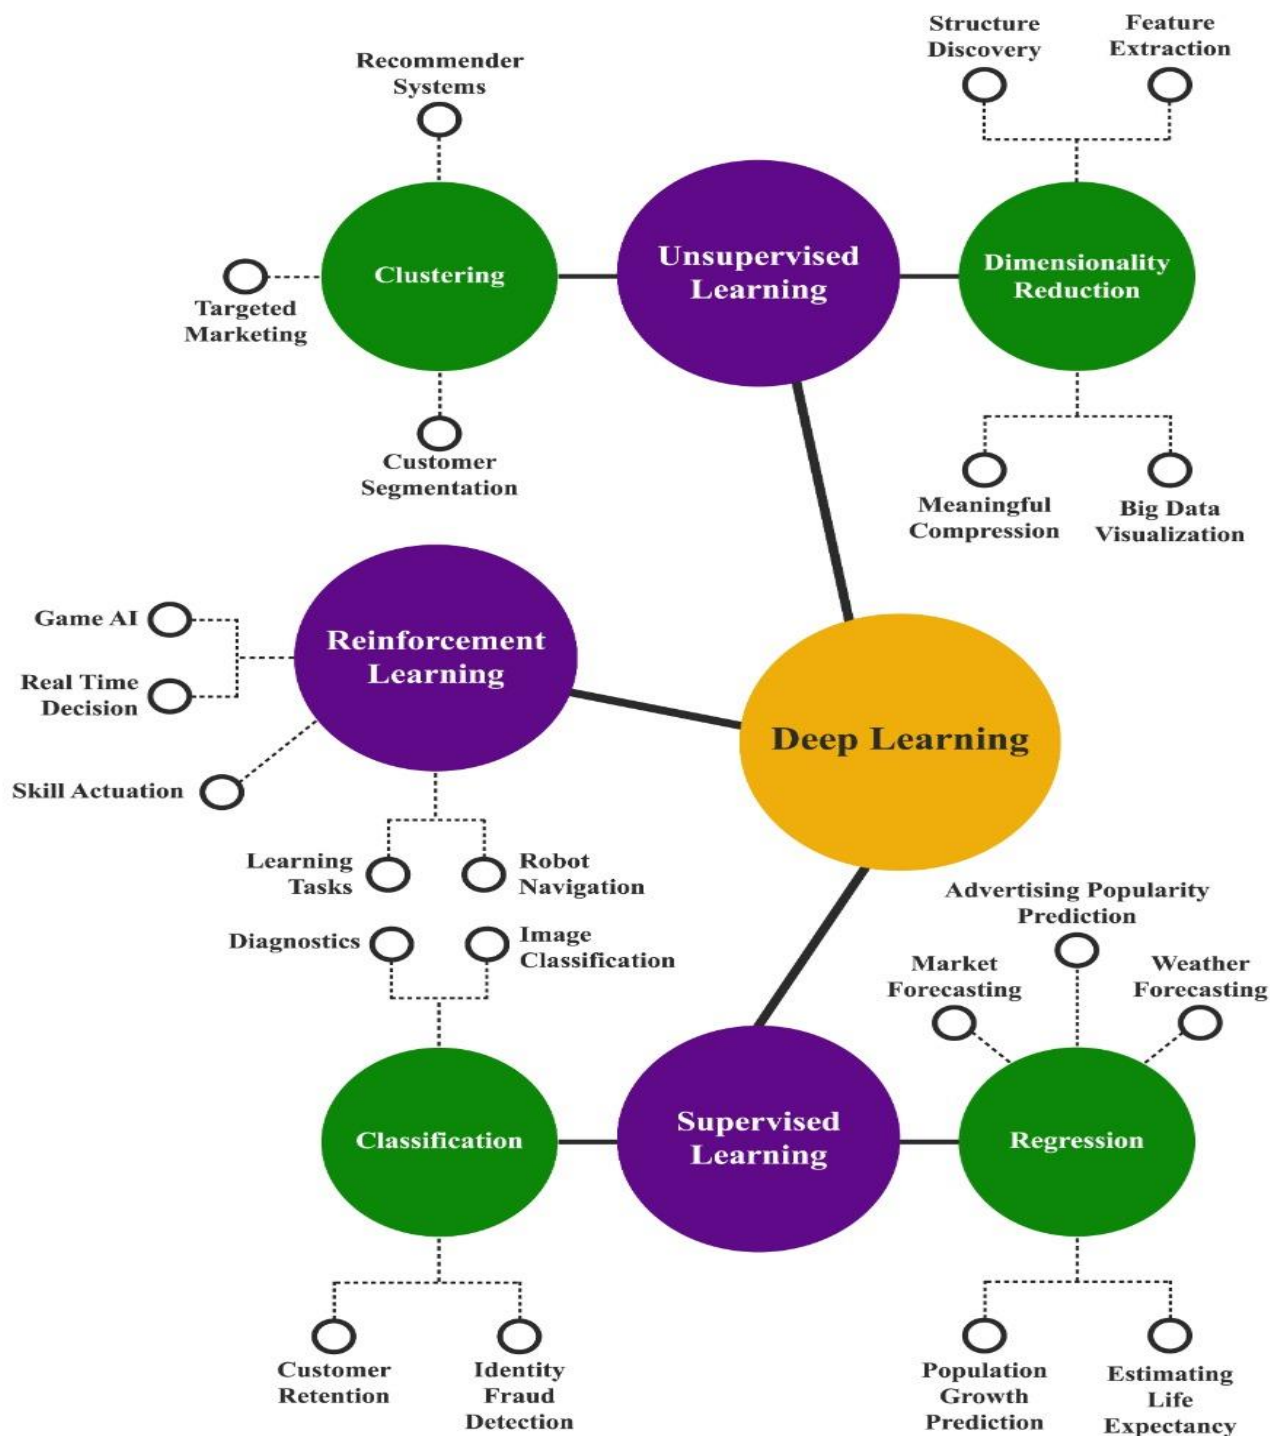 Structure
Discovery
Feature
Extraction
Recommender
Systems
Unsupervised
Learning
Clustering
Dimensionality
Reduction
Targeted
Marketing
Customer
Segmentation
Meaningful
Compression
Big Data
Visualization
Game AI
Reinforcement
Learning
Real Time
Decision
Deep Learning
Skill Actuation
Learning
Tasks
Robot
Navigation
Advertising Popularity
Prediction
Diagnostics
Image
Classification
Market
Forecasting
Weather
Forecasting
Classification
Supervised
Learning
Regression
Customer
Retention
Identity
Fraud
Detection
Population
Growth
Prediction
Estimating
Life
Expectancy